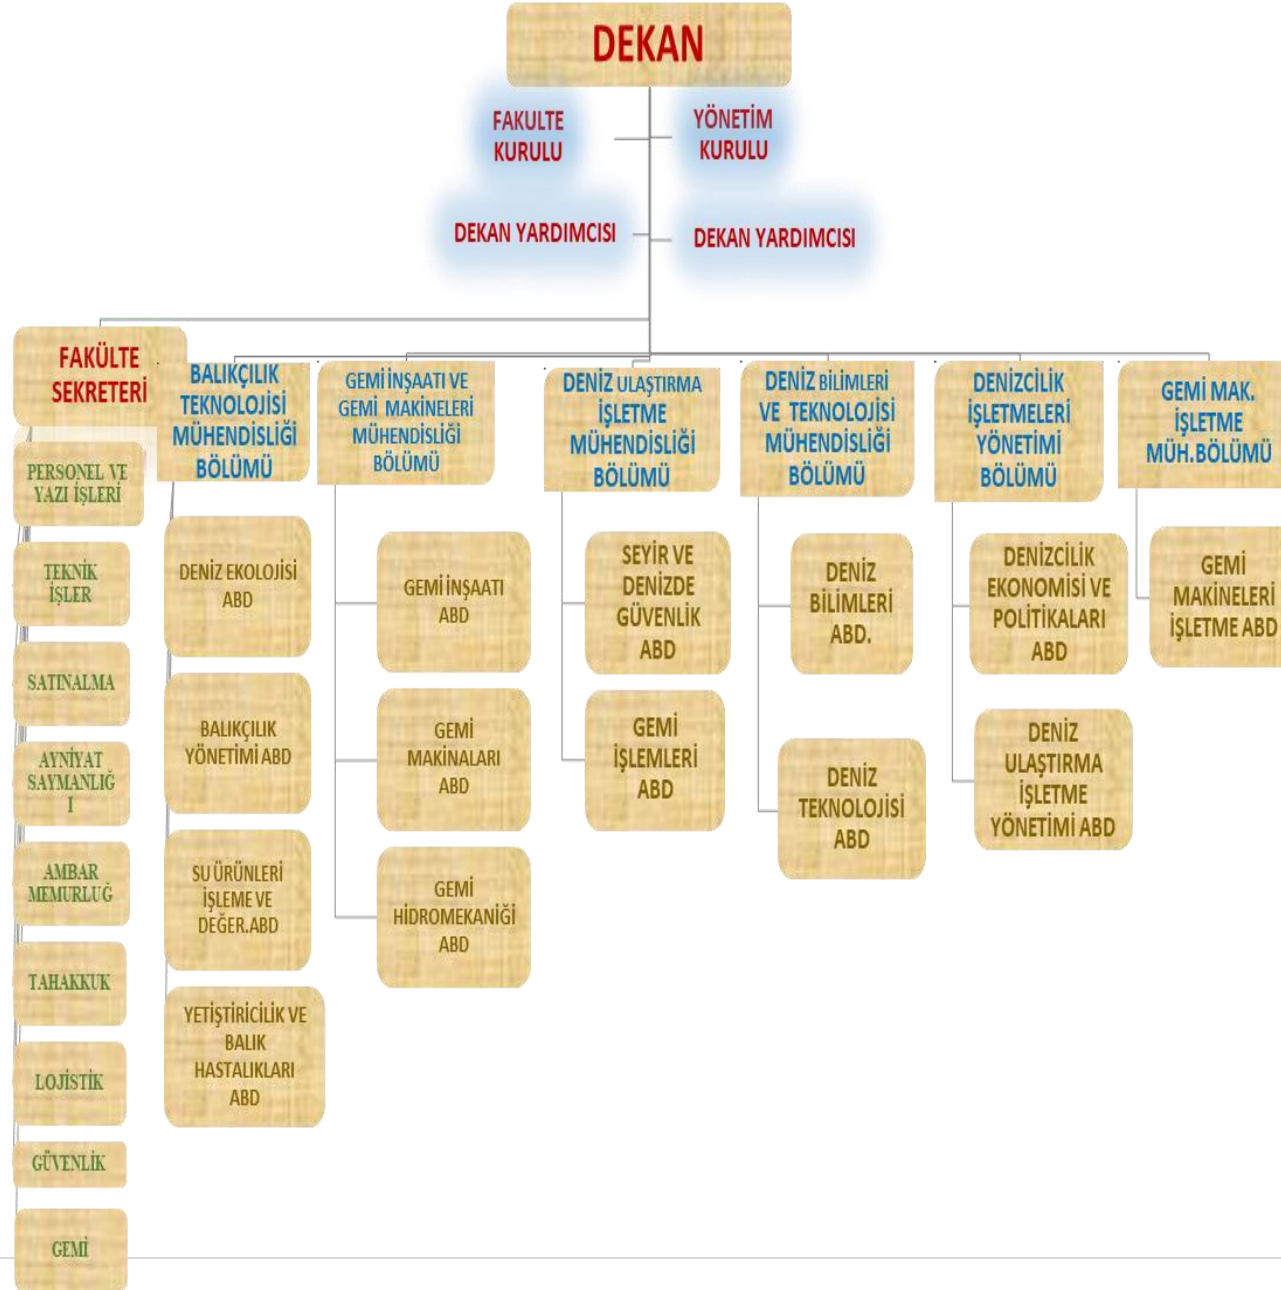 DEKAN
FAKULTE
KURULU
YÖNETİM
KURULU
DEKAN YARDIMCISI
DEKAN YARDIMCISI
FAKÜLTE
SEKRETERİ
PERSONEL VE
YAZI İŞLERİ
TEKNİK
İŞLER
SATINALMA
AYNİYAT
SAYMANLIĞ
I
AMBAR
MEMURLUĞ
TAHAKKUK
LOJİSTİK
GÜVENLİK
GEMİ
BALIKÇILIK
TEKNOLOJİSİ
MÜHENDİSLİĞİ
BÖLÜMÜ
DENİZ EKOLOJİSİ
ABD
BALIKÇILIK
YÖNETİMİ ABD
SU ÜRÜNLERİ
İŞLEME VE
DEĞER.ABD
YETİŞTİRİCİLİK VE
BALIK
HASTALIKLARI
ABD
GEMİ İNŞAATI VE
GEMİ MAKİNELERİ
MÜHENDİSLİĞİ
BÖLÜMÜ
GEMİ İNŞAATI
ABD
GEMİ
MAKİNALARI
ABD
GEMİ
HİDROMEKANİĞİ
ABD
DENİZ ULAŞTIRMA
İŞLETME
MÜHENDİSLİĞİ
BÖLÜMÜ
SEYİR VE
DENİZDE
GÜVENLİK
ABD
GEMİ
İŞLEMLERİ
ABD
DENİZ BİLİMLERİ
VE TEKNOLOJİSİ
MÜHENDİSLİĞİ
BÖLÜMÜ
DENİZ
BİLİMLERİ
ABD.
DENİZ
TEKNOLOJİSİ
ABD
DENİZCİLİK
İŞLETMELERİ
YÖNETİMİ
BÖLÜMÜ
DENİZCİLİK
EKONOMİSİ VE
POLİTİKALARI
ABD
DENİZ
ULAŞTIRMA
İŞLETME
YÖNETİMİ ABD
GEMİ MAK.
İŞLETME
MÜH.BÖLÜMÜ
GEMİ
MAKİNELERİ
İŞLETME ABD